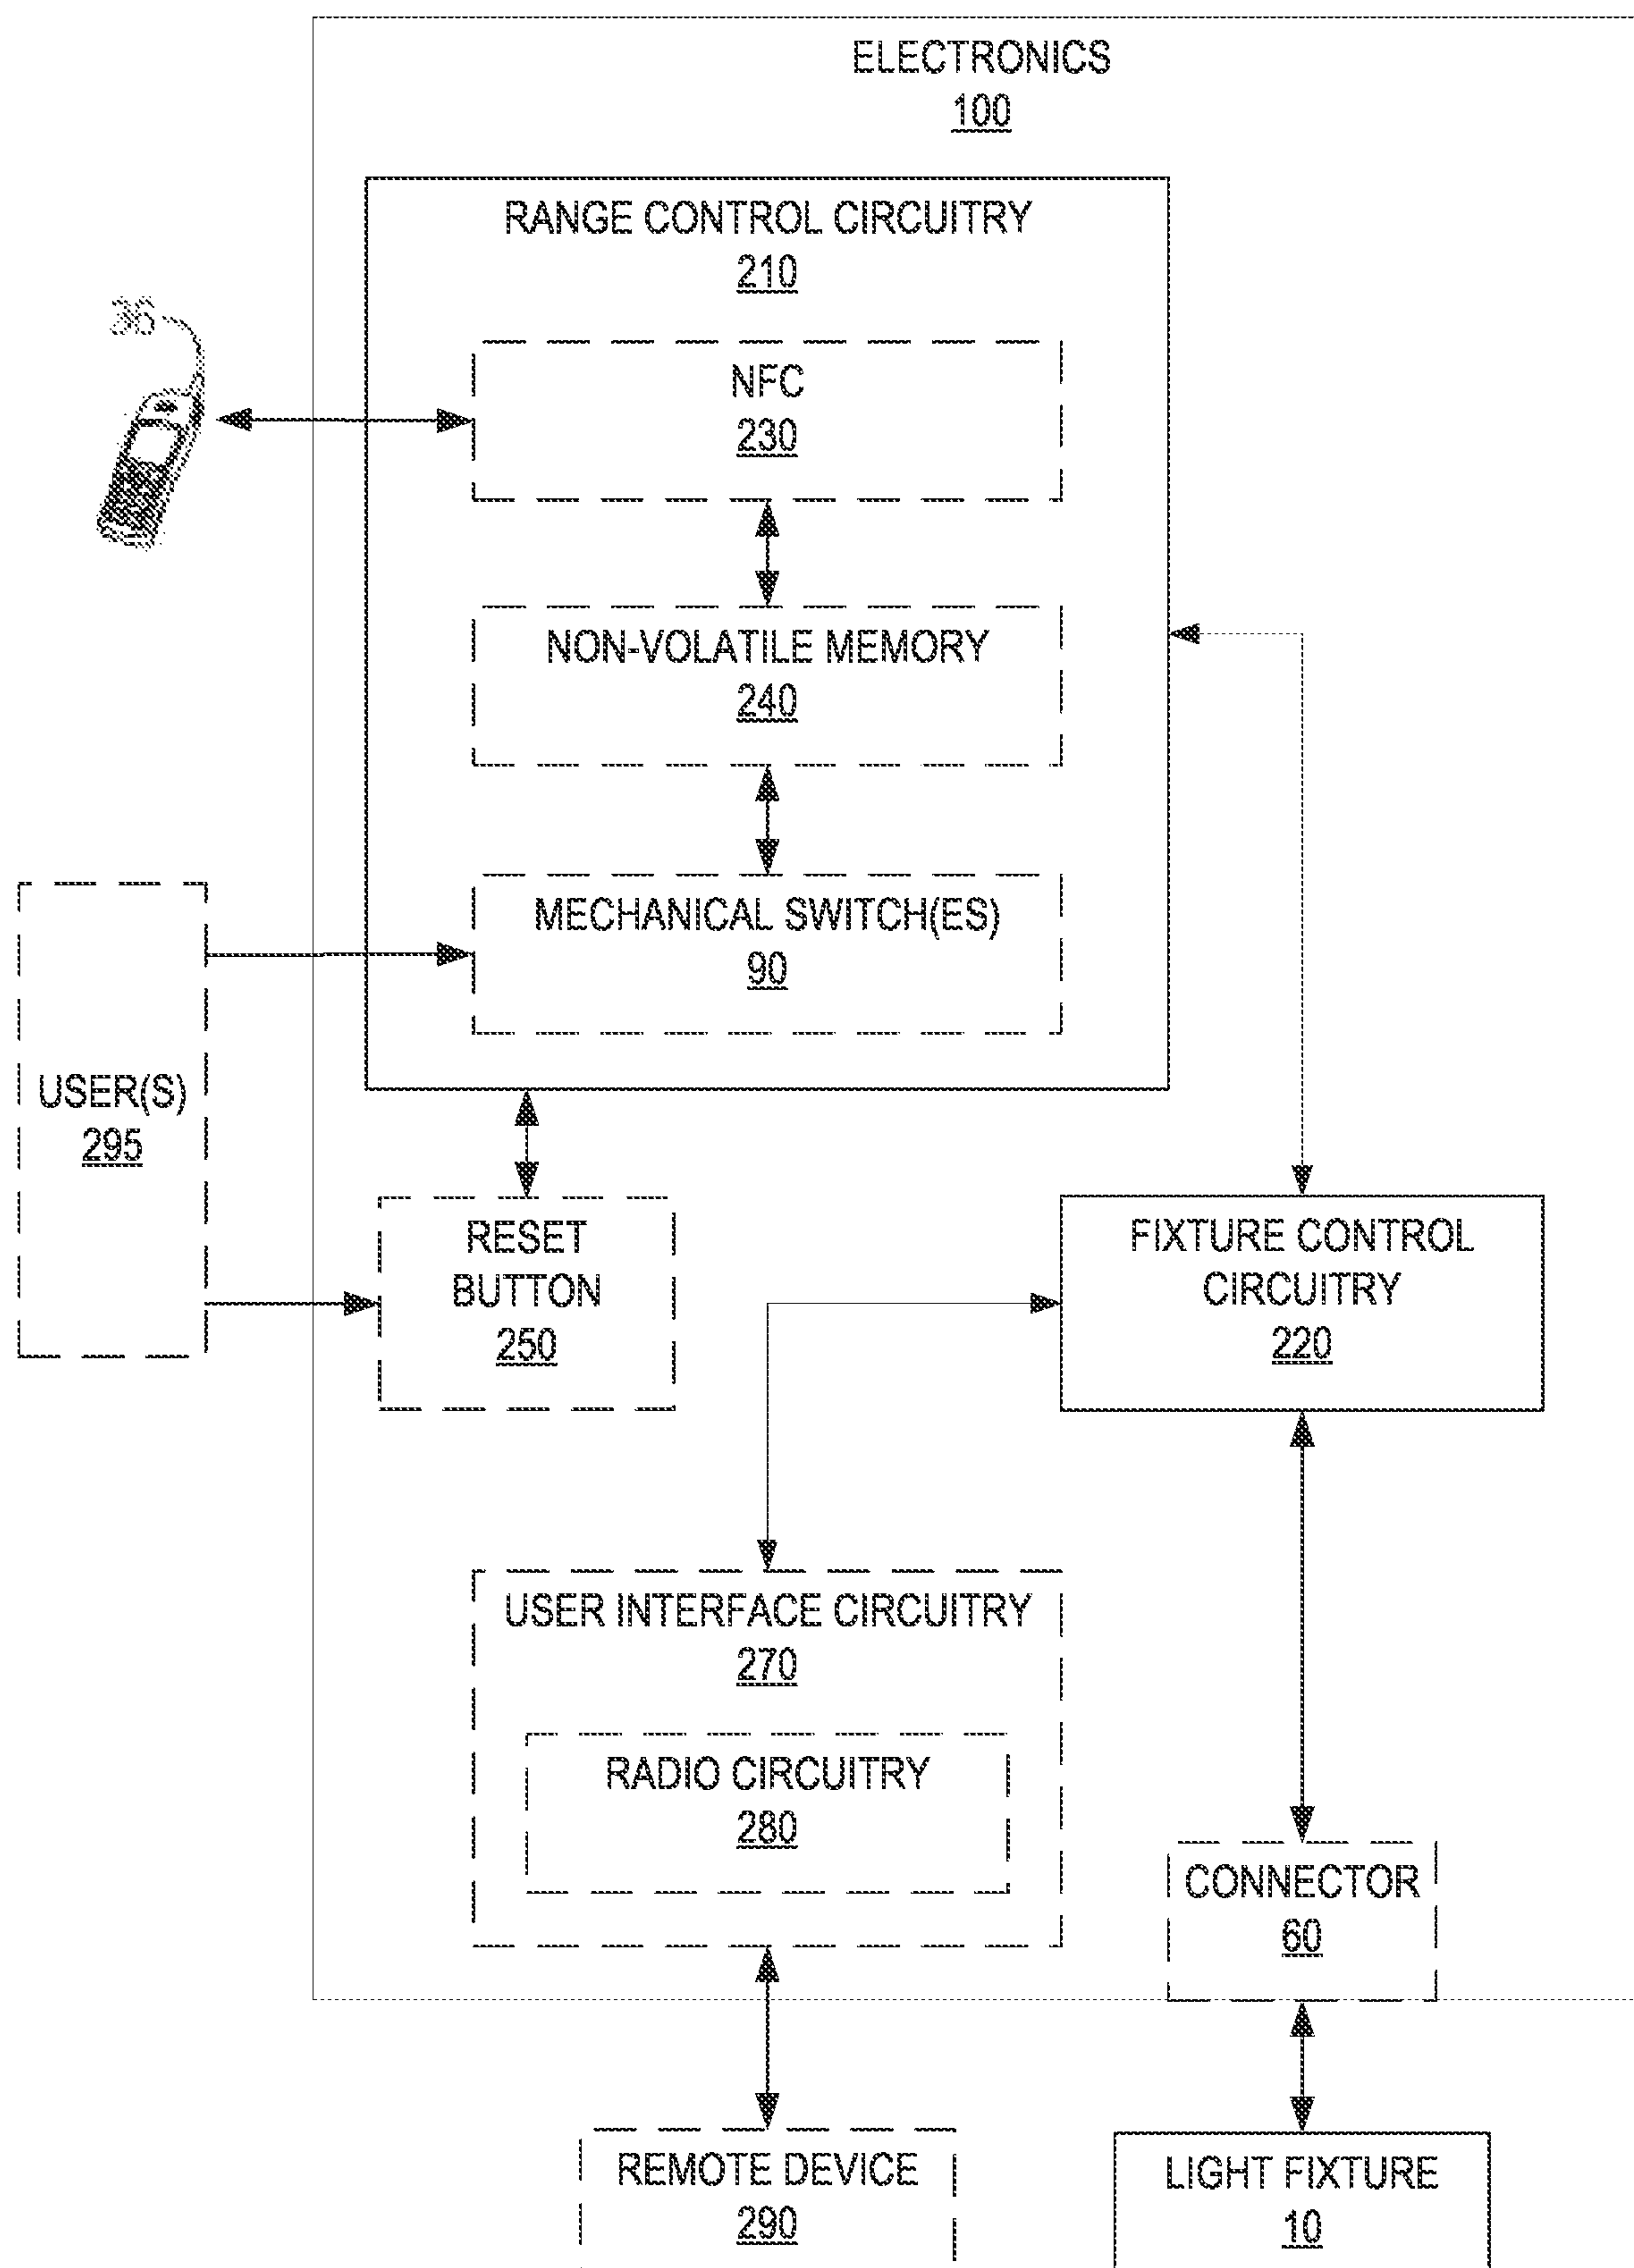 ELECTRONICS
100
RANGE CONTROL CIRCUITRY
210
36
NFC
230
NON-VOLATILE MEMORY
240
MECHANICAL SWITCH(ES)
90
USER(S)
295
RESET
BUTTON
250
FIXTURE CONTROL
CIRCUITRY
220
USER INTERFACE CIRCUITRY
270
RADIO CIRCUITRY
280
CONNECTOR
60
REMOTE DEVICE
290
LIGHT FIXTURE
10